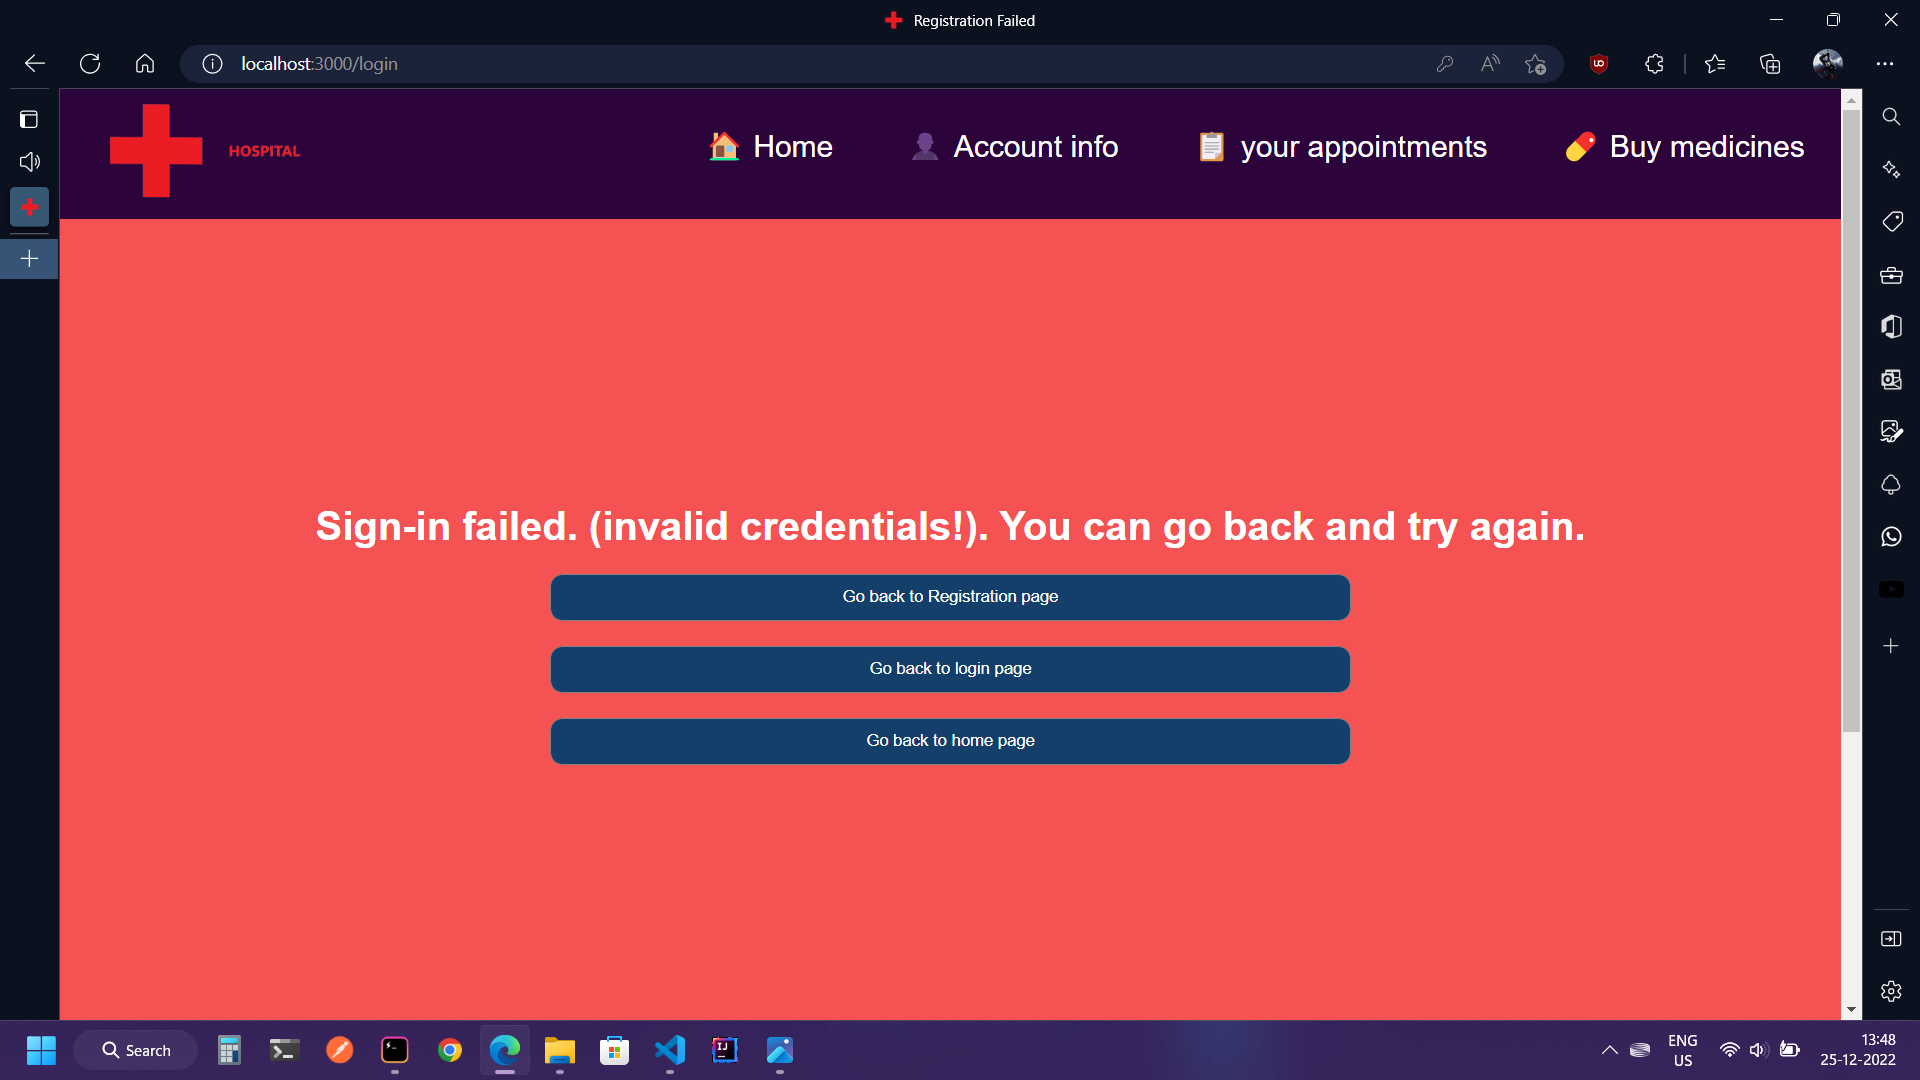 Registration Failed
localhost:3000/login
HOSPITAL
Home
Account info
your appointments
Buy medicines
Sign-in failed. (invalid credentials!). You can go back and try again.
Go back to Registration page
Go back to login page
Go back to home page
Search
ENG
US
13:48
25-12-2022